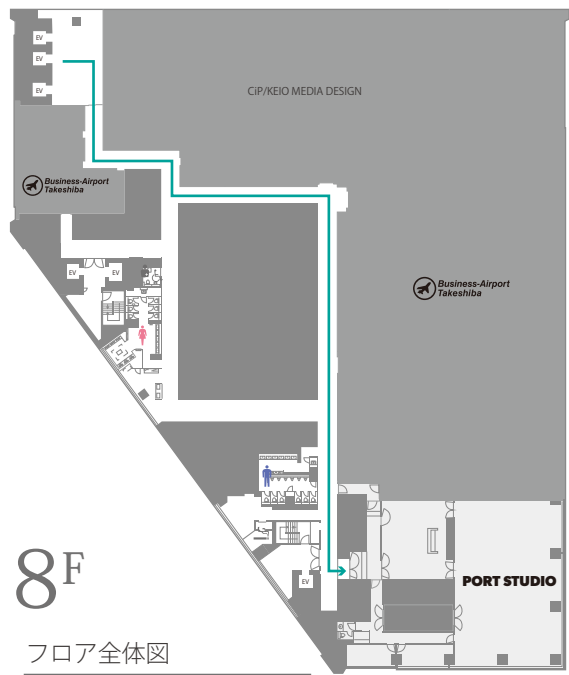 EV
EV
EV
CiP/KEIO MEDIA DESIGN
Business-Airport
Takeshiba
EV
EV
Business-Airport
Takeshiba
EV
PORT STUDIO
8F
フロア全体図